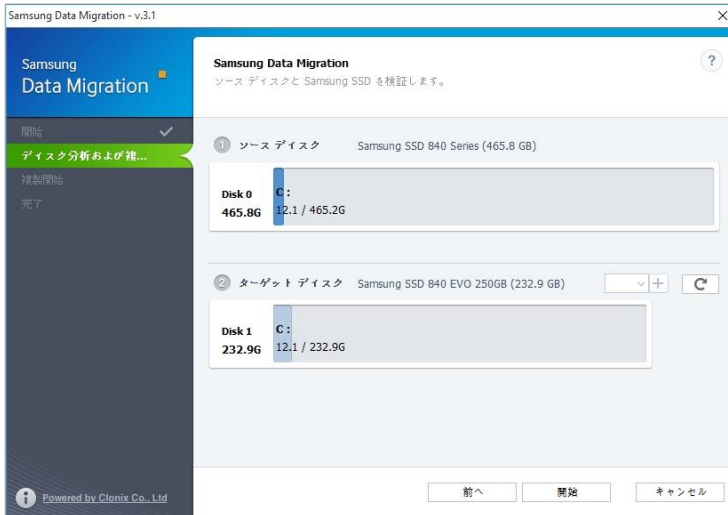 Samsung Data Migration - v.3.1
Samsung
Data Migration
Samsung Data Migration
ソース ディスクと Samsung SSD を検証します。
?
開始
ディスク分析および複...
複製開始
完了
1 ソース ディスク Samsung SSD 840 Series (465.8 GB)
Disk 0
465.8G
C :
12.1 / 465.2G
2 ターゲット ディスク Samsung SSD 840 EVO 250GB (232.9 GB)
Disk 1
232.9G
C :
12.1 / 232.9G
Powered by Clonix Co., Ltd
前へ
開始
キャンセル